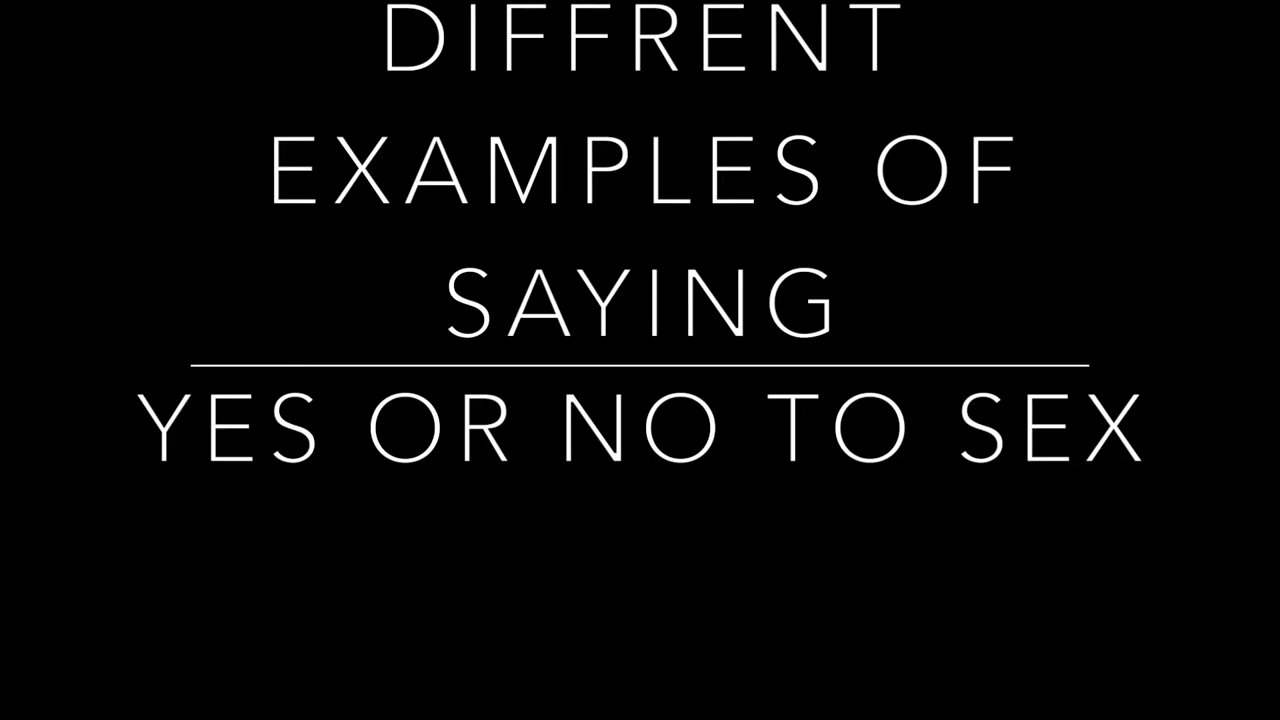 DIFFRENT
EXAMPLES OF
SAYING
YES OR NO TO SEX